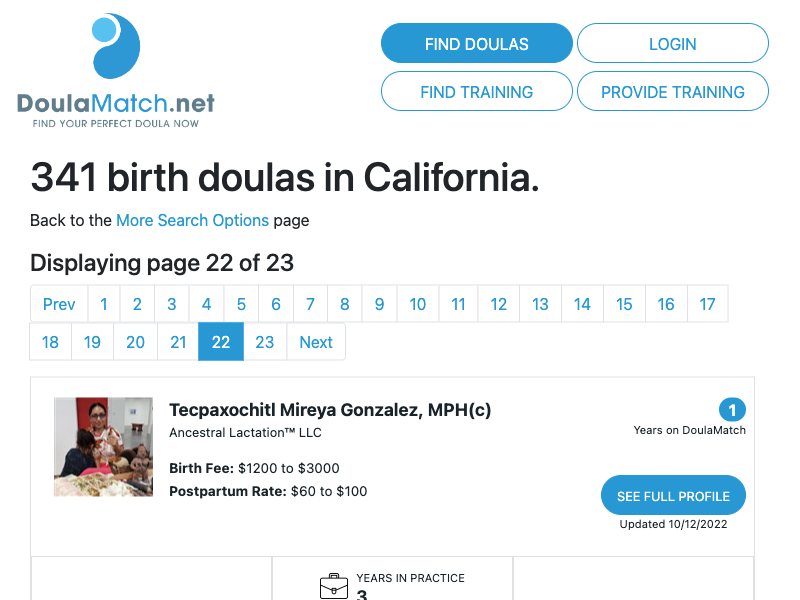 DoulaMatch.net
FIND YOUR PERFECT DOULA NOW
FIND DOULAS
LOGIN
FIND TRAINING
PROVIDE TRAINING
341 birth doulas in California.
Back to the More Search Options page
Displaying page 22 of 23
Prev 1 2 3 4 5 6 7 8 9 10 11 12 13 14 15 16 17
18 19 20 21 22 23 Next
Tecpaxochitl Mireya Gonzalez, MPH(c)
Ancestral Lactation™ LLC
Birth Fee: $1200 to $3000
Postpartum Rate: $60 to $100
1
Years on DoulaMatch
SEE FULL PROFILE
Updated 10/12/2022
YEARS IN PRACTICE
3